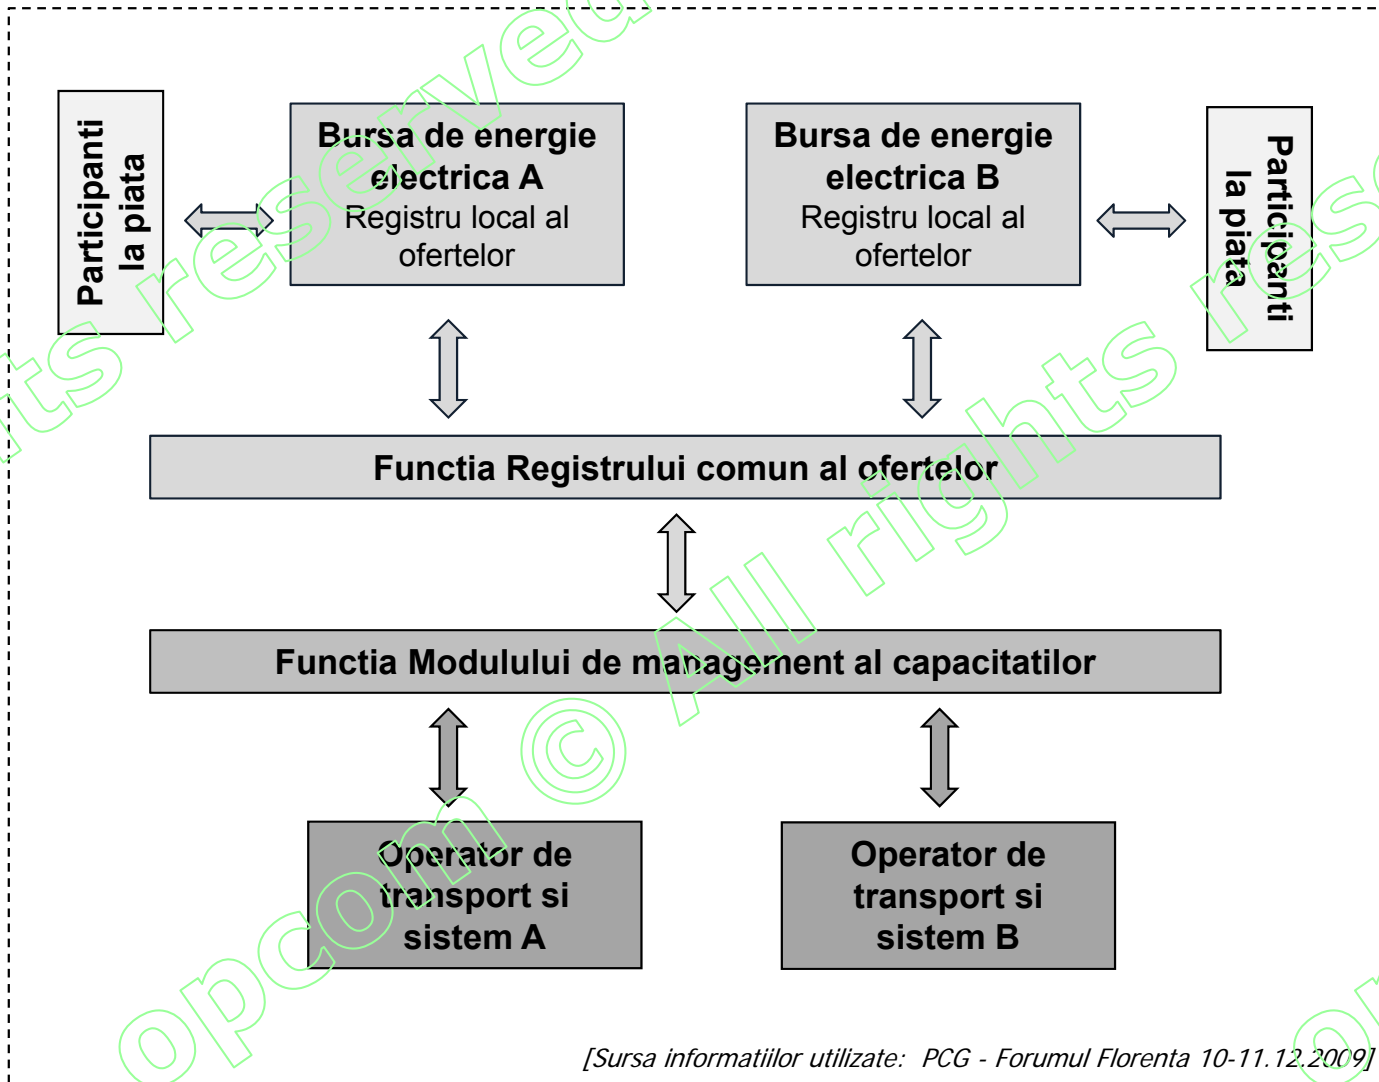 Participanti
la piata
Bursa de energie
electrica A
Registru local al
ofertelor
Bursa de energie
electrica B
Registru local al
ofertelor
Participanti
la piata
Functia Registrului comun al ofertelor
Functia Modulului de management al capacitatilor
Operator de
transport si
sistem A
Operator de
transport si
sistem B
[Sursa informatiilor utilizate: PCG - Forumul Florenta 10-11.12.2009]
opcom © All rights reserved
ts rese
or